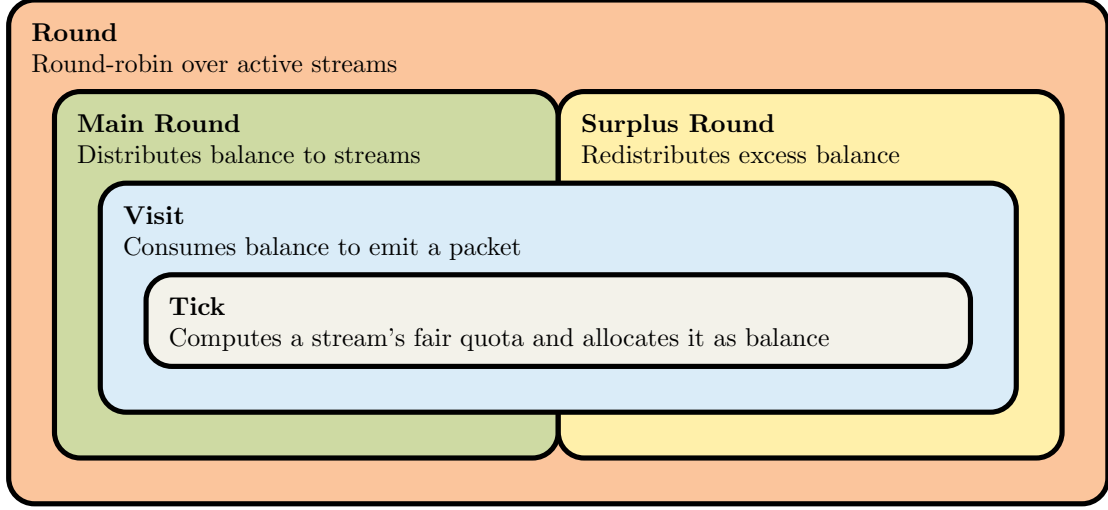 Round
Round-robin over active streams
Main Round
Distributes balance to streams
Surplus Round
Redistributes excess balance
Visit
Consumes balance to emit a packet
Tick
Computes a stream's fair quota and allocates it as balance